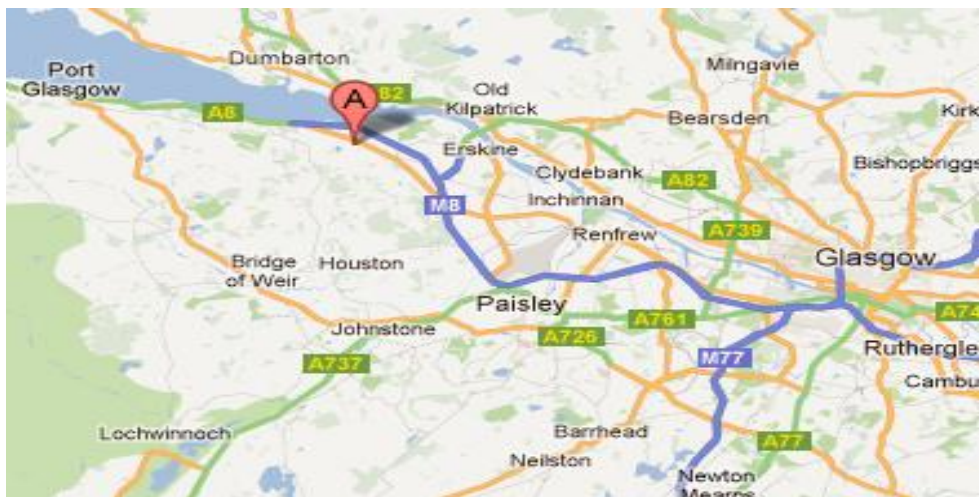 Dumbarton
Milngavie
Port
Glasgow
A
82
A8
Old
Kilpatrick
Bearsden
Kirk
Erskine
Bishopbriggs
Clydebank
A82
Inchinnan
M8
Renfrew
A739
Glasgow
Bridge
of Weir
Houston
Paisley
A74
Johnstone
A761
A726
Ruthergle
A737
M77
Cambu
Lochwinnoch
Barrhead
A77
Neilston
Newton
Mearns